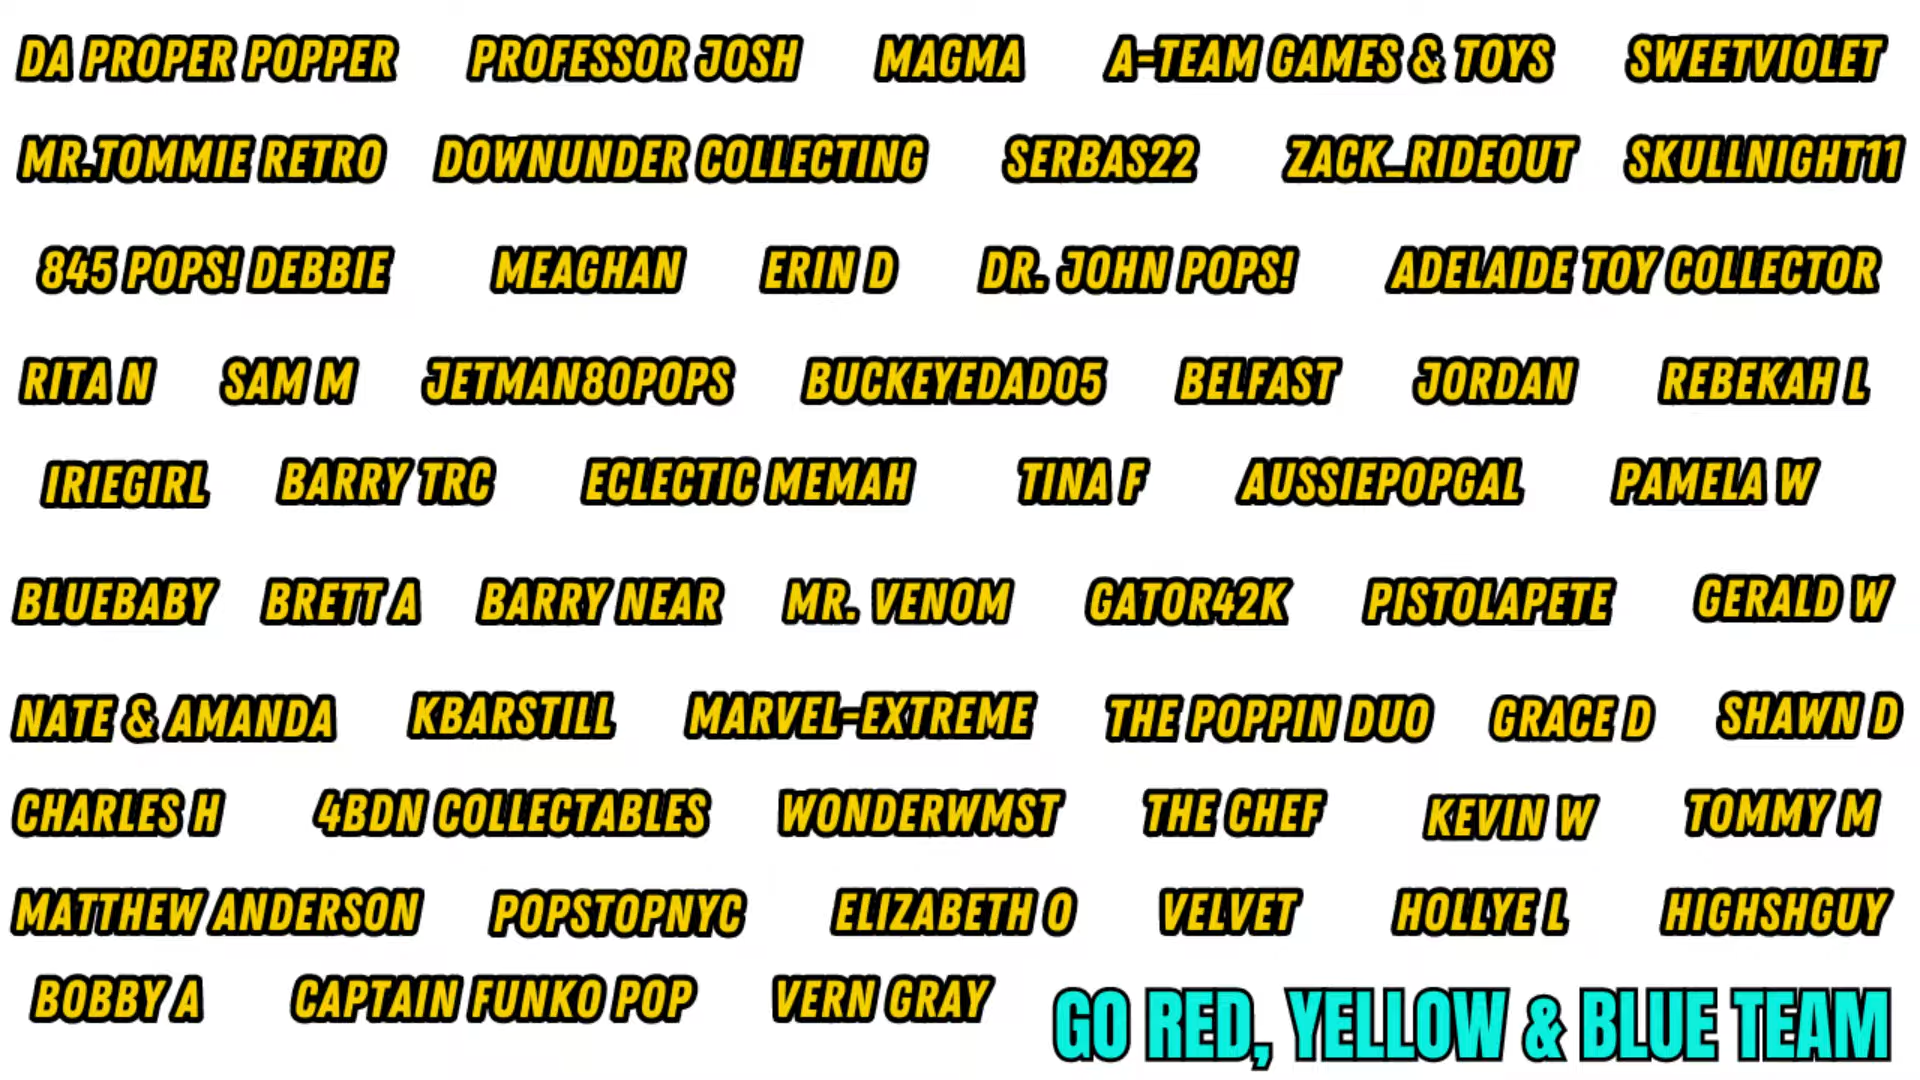 DA PROPER POPPER PROFESSOR JOSH MAGMA A-TEAM GAMES & TOYS SWEETVIOLET
MR.TOMMIE RETRO DOWNUNDER COLLECTING SERBAS22 ZACK_RIDEOUT SKULLNIGHT11
845 POPS! DEBBIE MEAGHAN ERIN D DR. JOHN POPS! ADELAIDE TOY COLLECTOR
RITA N SAM M JETMAN80POPS BUCKEYEDAD05 BELFAST JORDAN REBEKAH L
IRIEGIRL BARRY TRC ECLECTIC MEMAH TINA F AUSSIEPOPGAL PAMELA W
BLUEBABY BRETT A BARRY NEAR MR. VENOM GATOR42K PISTOLAPETE GERALD W
NATE & AMANDA KBARSTILL MARVEL-EXTREME THE POPPIN DUO GRACE D SHAWN D
CHARLES H 4BDN COLLECTABLES WONDERWMST THE CHEF KEVIN W TOMMY M
MATTHEW ANDERSON POPSTOPNYC ELIZABETH O VELVET HOLLYE L HIGHSHGUY
BOBBY A CAPTAIN FUNKO POP VERN GRAY GO RED, YELLOW & BLUE TEAM